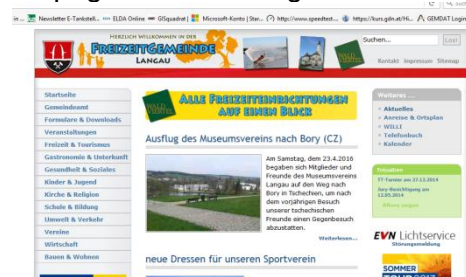 Newsletter E-Tankstell...
ELDA Online
GISquadrat
Microsoft-Konto | Star...
http://www.speedtest...
https://kurs.gdn.at/Hi...
GEMDAT Login
HERZLICH WILLKOMMEN IN DER
FREIZEITGEMEINDE
LANGAU
Suchen...
Los!
Kontakt Impressum Sitemap
Startseite
Gemeindeamt
Formulare & Downloads
Veranstaltungen
Freizeit & Tourismus
Gastronomie & Unterkunft
Gesundheit & Soziales
Kinder & Jugend
Kirche & Religion
Schule & Bildung
Umwelt & Verkehr
Vereine
Wirtschaft
Bauen & Wohnen
ALLE FREIZEITEINRICHTUNGEN
AUF EINEN BLICK
Ausflug des Museumsvereins nach Bory (CZ)
Am Samstag, dem 23.4.2016
begaben sich Mitglieder und
Freunde des Museumsvereins
Langau auf den Weg nach
Bory in Tschechien, um nach
dem vorjährigen Besuch
unserer tschechischen
Freunde einen Gegenbesuch
abzustatten.
Weiterlesen...
neue Dressen für unseren Sportverein
Weiteres ...
Aktuelles
Anreise & Ortsplan
WILLI
Telefonbuch
Kalender
EVN Lichtservice
Störungsmeldung
SOMMER